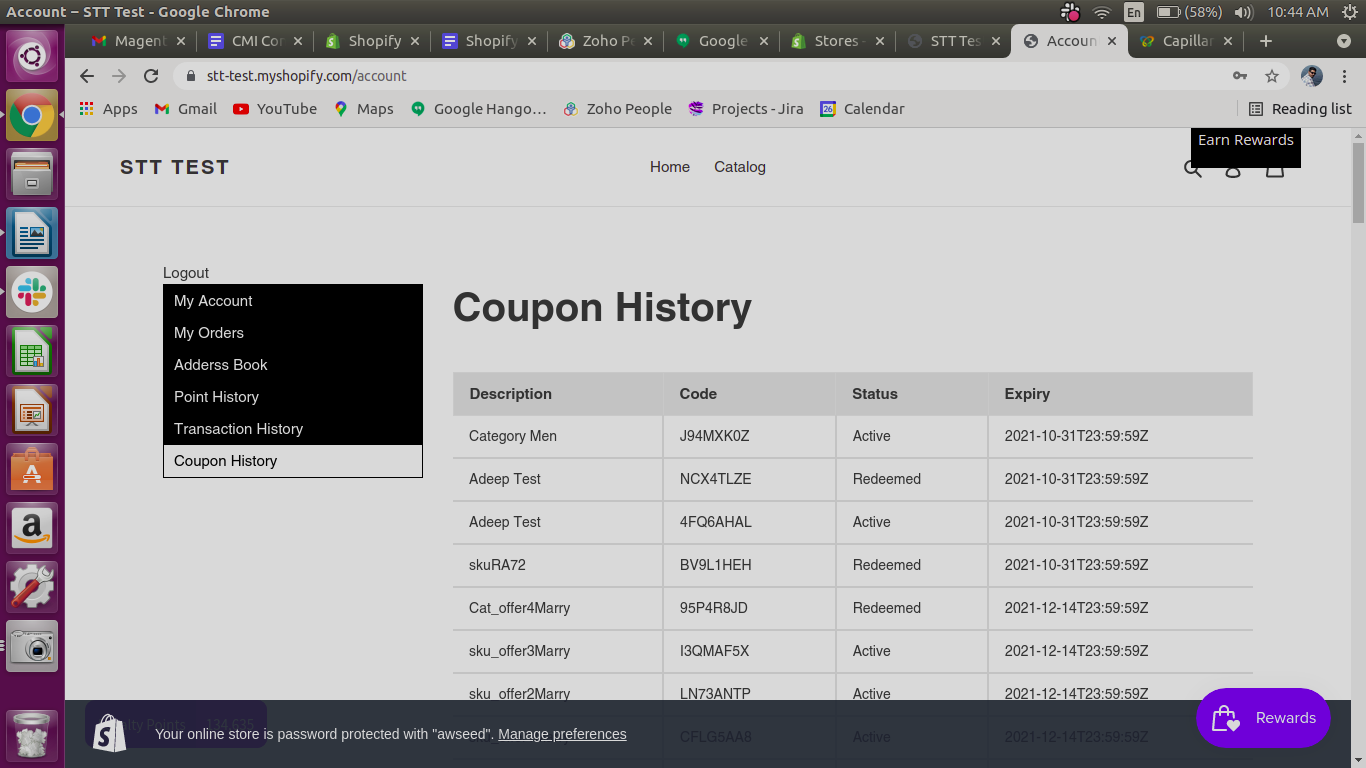 Account – STT Test - Google Chrome
En (58%) 10:44 AM
Magent CMI Cor Shopify Shopify Zoho Pe Google Stores - STT Tes Accoun Capillar
stt-test.myshopify.com/account
Apps Gmail YouTube Maps Google Hango… Zoho People Projects - Jira 26 Calendar Reading list
Earn Rewards
STT TEST Home Catalog
Logout
My Account
My Orders
Adderss Book
Point History
Transaction History
Coupon History
Coupon History
Description Code Status Expiry
Category Men J94MXK0Z Active 2021-10-31T23:59:59Z
Adeep Test NCX4TLZE Redeemed 2021-10-31T23:59:59Z
Adeep Test 4FQ6AHAL Active 2021-10-31T23:59:59Z
skuRA72 BV9L1HEH Redeemed 2021-10-31T23:59:59Z
Cat_offer4Marry 95P4R8JD Redeemed 2021-12-14T23:59:59Z
sku_offer3Marry I3QMAF5X Active 2021-12-14T23:59:59Z
sku_offer2Marry LN73ANTP Active 2021-12-14T23:59:59Z
CFLG5AA8 Active 2021-12-14T23:59:59Z
Points 134,635
Your online store is password protected with "awseed". Manage preferences
Rewards